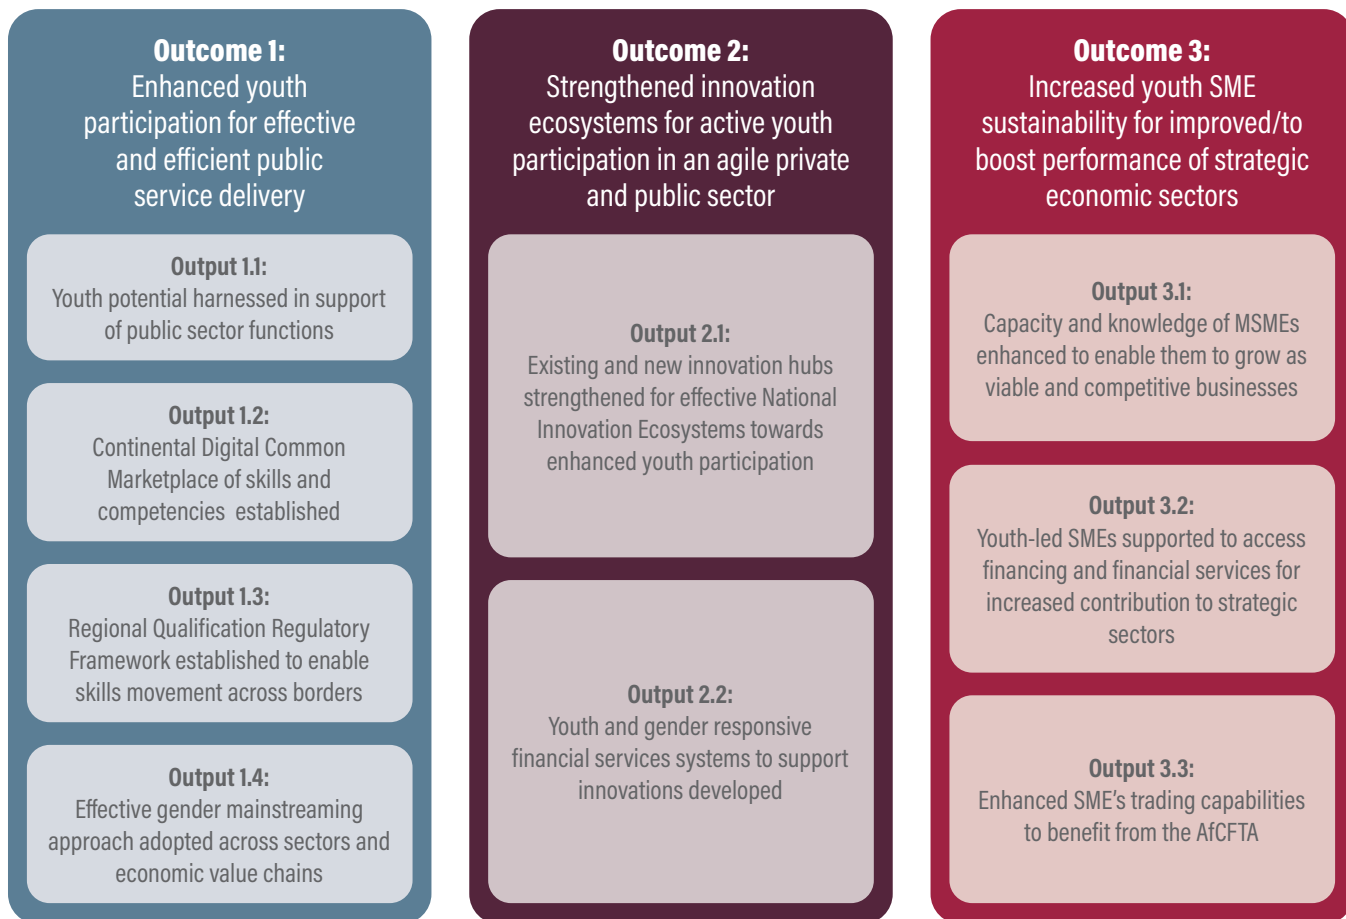 Outcome 1:
Enhanced youth
participation for effective
and efficient public
service delivery
Output 1.1:
Youth potential harnessed in support
of public sector functions
Output 1.2:
Continental Digital Common
Marketplace of skills and
competencies established
Output 1.3:
Regional Qualification Regulatory
Framework established to enable
skills movement across borders
Output 1.4:
Effective gender mainstreaming
approach adopted across sectors and
economic value chains
Outcome 2:
Strengthened innovation
ecosystems for active youth
participation in an agile private
and public sector
Output 2.1:
Existing and new innovation hubs
strengthened for effective National
Innovation Ecosystems towards
enhanced youth participation
Output 2.2:
Youth and gender responsive
financial services systems to support
innovations developed
Outcome 3:
Increased youth SME
sustainability for improved/to
boost performance of strategic
economic sectors
Output 3.1:
Capacity and knowledge of MSMEs
enhanced to enable them to grow as
viable and competitive businesses
Output 3.2:
Youth-led SMEs supported to access
financing and financial services for
increased contribution to strategic
sectors
Output 3.3:
Enhanced SME’s trading capabilities
to benefit from the AfCFTA